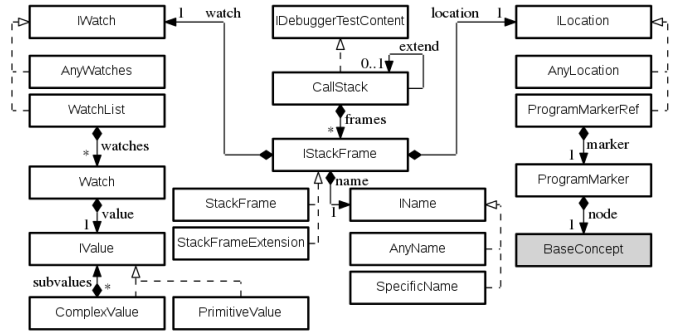 IWatch
1
watch
IDebuggerTestContent
location
1
ILocation
extend
0..1
AnyWatches
CallStack
AnyLocation
WatchList
frames
*
ProgramMarkerRef
watches
*
IStackFrame
marker
1
Watch
name
1
ProgramMarker
value
1
StackFrame
IName
node
1
IValue
StackFrameExtension
AnyName
BaseConcept
subvalues
*
SpecificName
ComplexValue
PrimitiveValue